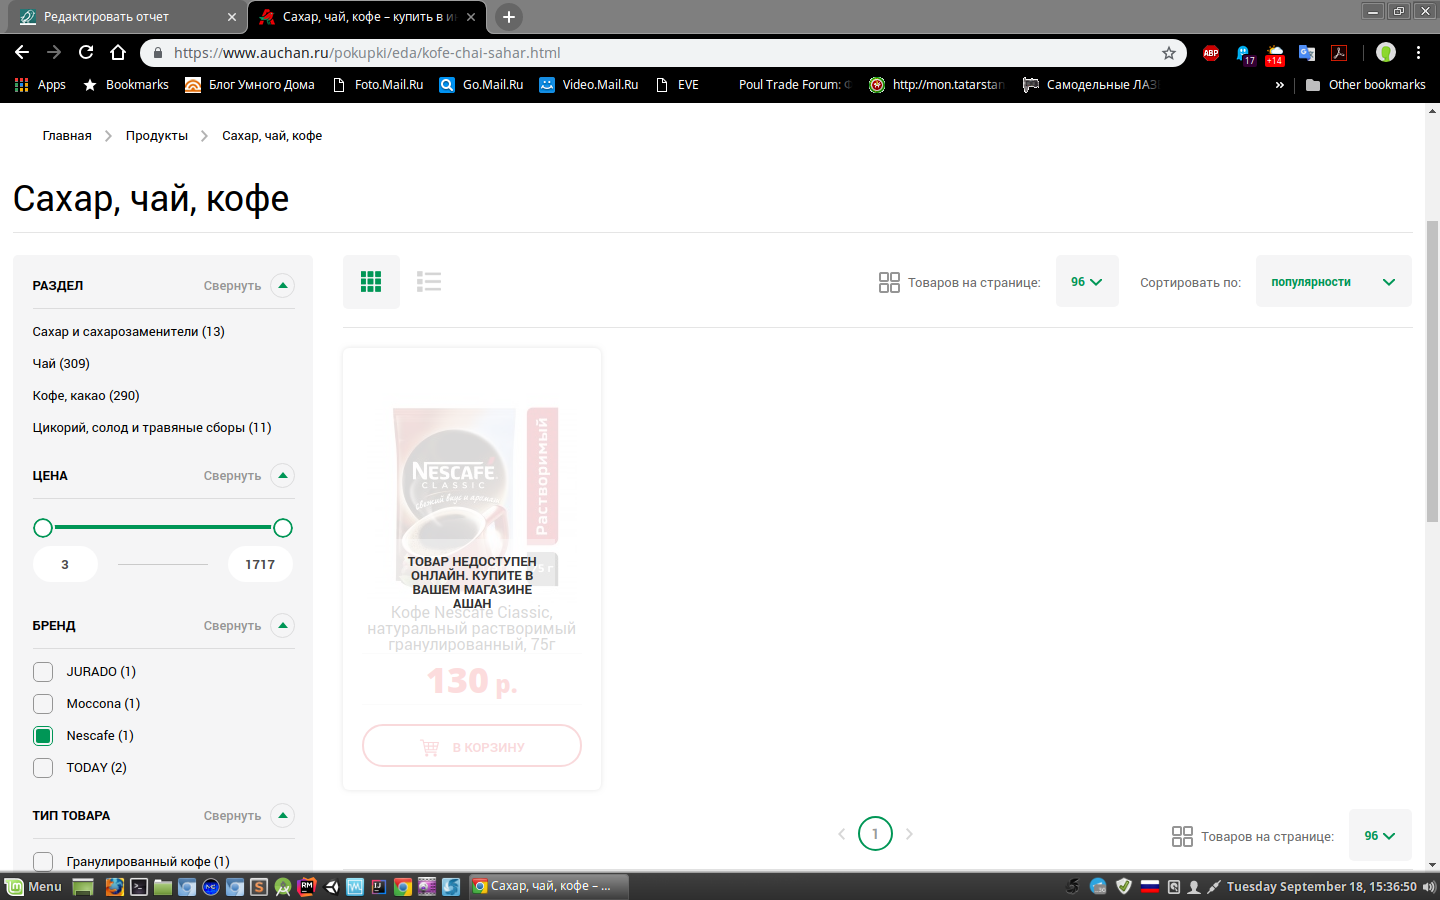 Редактировать отчет
Сахар, чай, кофе – купить в ин
https://www.auchan.ru/pokupki/eda/kofe-chai-sahar.html
ABP
17
+14
Apps
Bookmarks
Блог Умного Дома
Foto.Mail.Ru
Go.Mail.Ru
Video.Mail.Ru
EVE
Poul Trade Forum: Ф
http://mon.tatarstan
Самодельные ЛАЗЕ
»
Other bookmarks
Главная
Продукты
Сахар, чай, кофе
Сахар, чай, кофе
РАЗДЕЛ Свернуть
Сахар и сахарозаменители (13)
Чай (309)
Кофе, какао (290)
Цикорий, солод и травяные сборы (11)
ЦЕНА Свернуть
3 1717
БРЕНД Свернуть
JURADO (1)
Moccona (1)
Nescafe (1)
TODAY (2)
ТИП ТОВАРА Свернуть
Гранулированный кофе (1)
Товаров на странице: 96
Сортировать по: популярности
NESCAFE
CLASSIC
Растворимый
ТОВАР НЕДОСТУПЕН
ОНЛАЙН. КУПИТЕ В
ВАШЕМ МАГАЗИНЕ
АШАН
Кофе Nescafe Classic,
натуральный растворимый
гранулированный, 75г
130 р.
В КОРЗИНУ
1
Товаров на странице: 96
Menu
Сахар, чай, кофе – ...
Tuesday September 18, 15:36:50